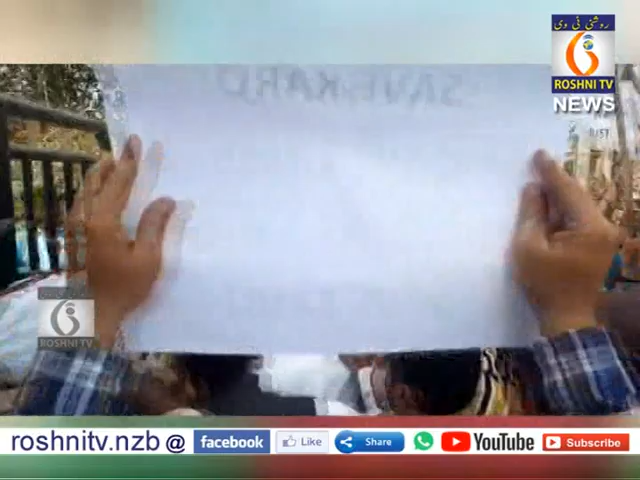 روشنی ٹی وی
ROSHNI TV
NEWS
ROSHNI TV
roshnitv.nzb @ facebook Like Share YouTube Subscribe